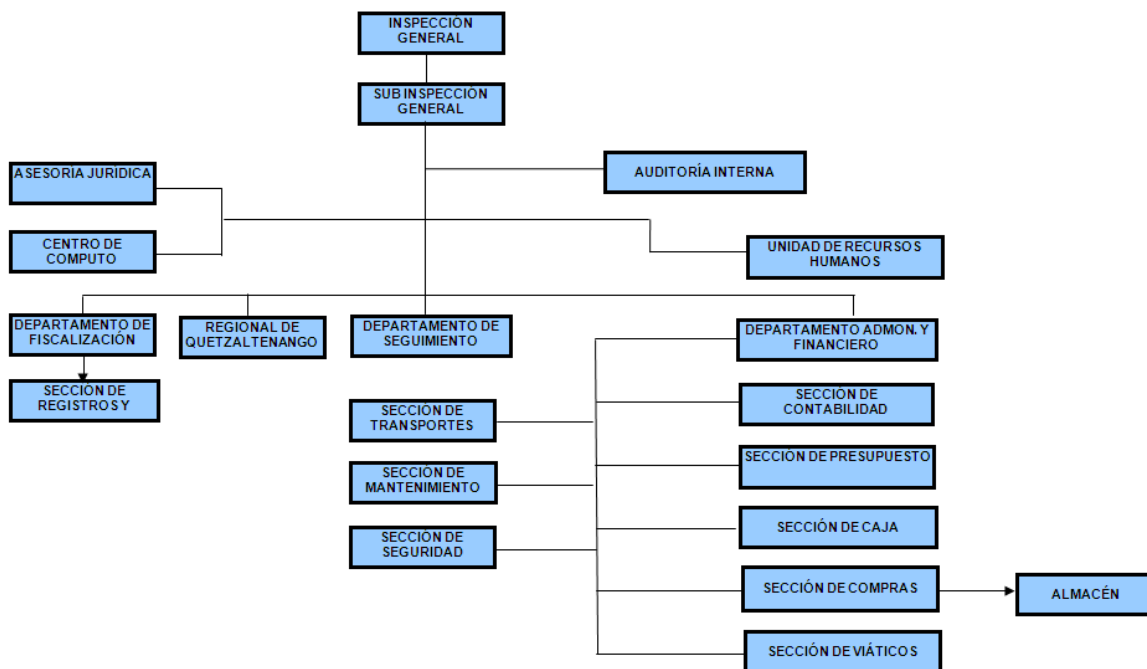 INSPECCIÓN
GENERAL
SUB INSPECCIÓN
GENERAL
ASESORÍA JURÍDICA
AUDITORÍA INTERNA
CENTRO DE
COMPUTO
UNIDAD DE RECURSOS
HUMANOS
DEPARTAMENTO DE
FISCALIZACIÓN
REGIONAL DE
QUETZALTENANGO
DEPARTAMENTO DE
SEGUIMIENTO
DEPARTAMENTO ADMON. Y
FINANCIERO
SECCIÓN DE
REGISTROS Y
SECCIÓN DE
TRANSPORTES
SECCIÓN DE
CONTABILIDAD
SECCIÓN DE
MANTENIMIENTO
SECCIÓN DE PRESUPUESTO
SECCIÓN DE
SEGURIDAD
SECCIÓN DE CAJA
SECCIÓN DE COMPRAS
ALMACÉN
SECCIÓN DE VIÁTICOS